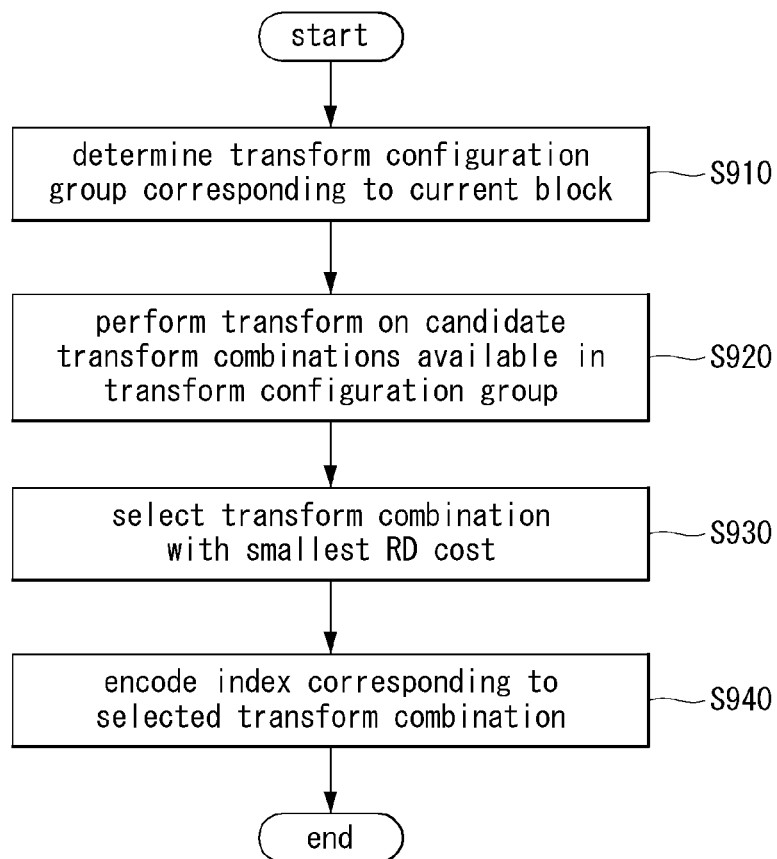 start
determine transform configuration
group corresponding to current block
S910
perform transform on candidate
transform combinations available in
transform configuration group
S920
select transform combination
with smallest RD cost
S930
encode index corresponding to
selected transform combination
S940
end